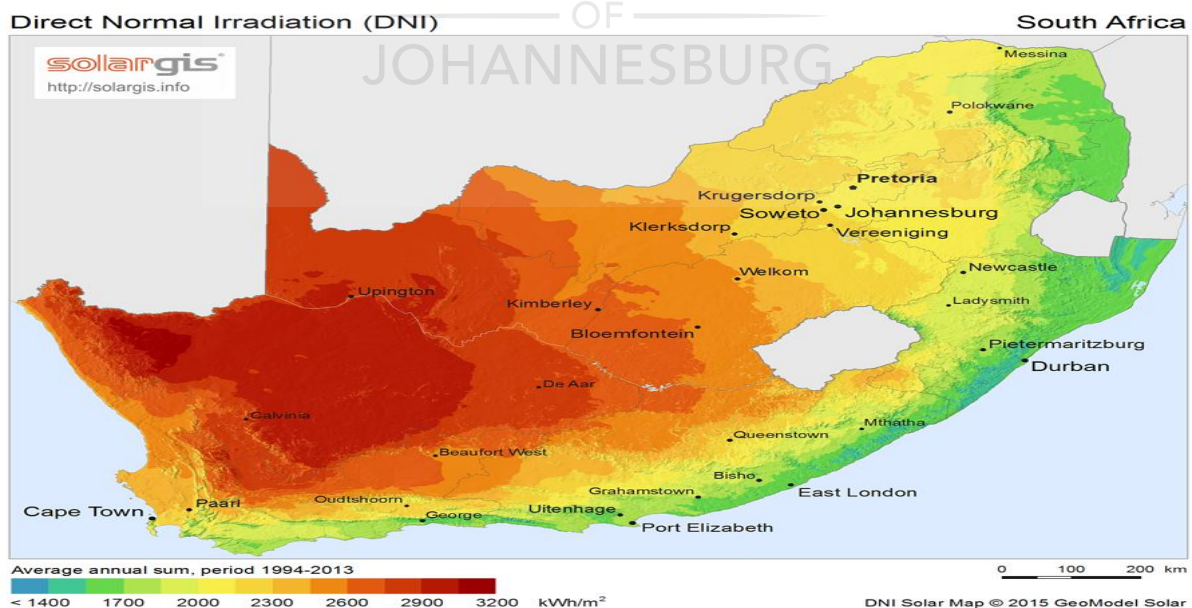 OF
Direct Normal Irradiation (DNI)
South Africa
JOHANNESBURG
solargis
http://solargis.info
Messina
Polokwane
Pretoria
Krugersdorp
Soweto
Johannesburg
Klerksdorp
Vereeniging
Welkom
Newcastle
Upington
Kimberley
Ladysmith
Bloemfontein
Pietermaritzburg
Durban
De Aar
Calvinia
Mthatha
Queenstown
Beaufort West
Bisho
Grahamstown
East London
Oudtshoorn
Paarl
Cape Town
George
Uitenhage
Port Elizabeth
Average annual sum, period 1994-2013
0 100 200 km
< 1400 1700 2000 2300 2600 2900 3200 kWh/m²
DNI Solar Map © 2015 GeoModel Solar